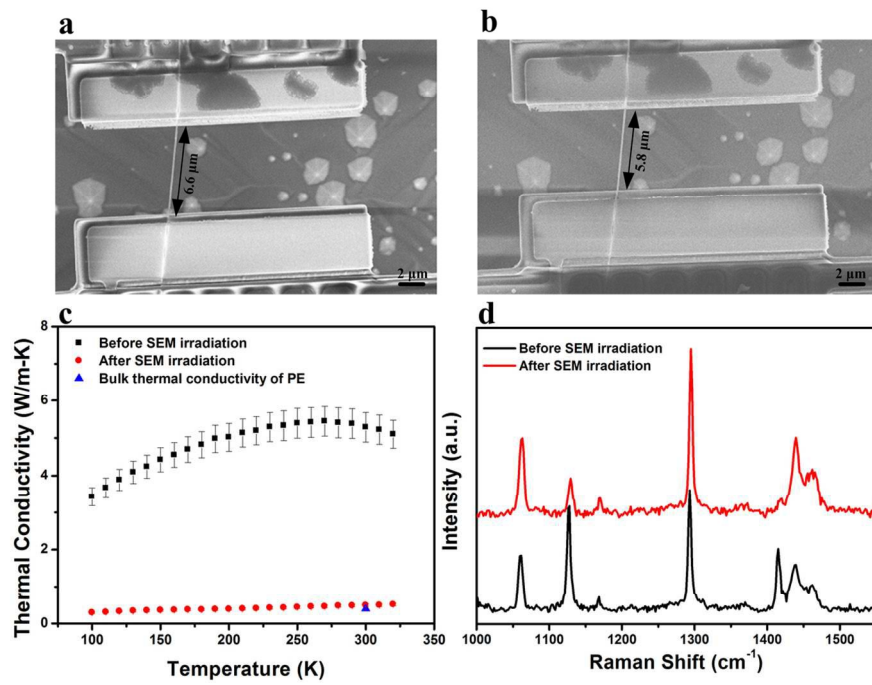 a
b
6.6 μm
5.8 μm
2 μm
2 μm
c
Before SEM irradiation
After SEM irradiation
Bulk thermal conductivity of PE
Thermal Conductivity (W/m-K)
8
6
4
2
0
100 150 200 250 300 350
Temperature (K)
d
Before SEM irradiation
After SEM irradiation
Intensity (a.u.)
1000 1100 1200 1300 1400 1500
Raman Shift (cm⁻¹)